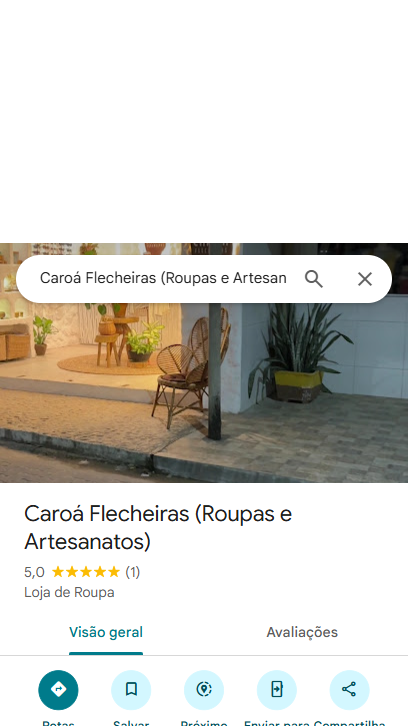 Caroá Flecheiras (Roupas e Artesan
Caroá Flecheiras (Roupas e
Artesanatos)
5,0 (1)
Loja de Roupa
Visão geral
Avaliações
Rotas
Salvar
Próximo
Enviar para
Compartilha